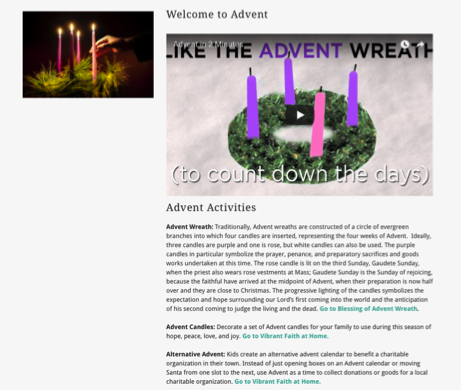 Welcome to Advent
Advent in 2 Minutes
LIKE THE ADVENT WREATH
(to count down the days)
Advent Activities
Advent Wreath: Traditionally, Advent wreaths are constructed of a circle of evergreen
branches into which four candles are inserted, representing the four weeks of Advent. Ideally,
three candles are purple and one is rose, but white candles can also be used. The purple
candles in particular symbolize the prayer, penance, and preparatory sacrifices and goods
works undertaken at this time. The rose candle is lit on the third Sunday, Gaudete Sunday,
when the priest also wears rose vestments at Mass; Gaudete Sunday is the Sunday of rejoicing,
because the faithful have arrived at the midpoint of Advent, when their preparation is now half
over and they are close to Christmas. The progressive lighting of the candles symbolizes the
expectation and hope surrounding our Lord's first coming into the world and the anticipation
of his second coming to judge the living and the dead. Go to Blessing of Advent Wreath.
Advent Candles: Decorate a set of Advent candles for your family to use during this season of
hope, peace, love, and joy. Go to Vibrant Faith at Home.
Alternative Advent: Kids create an alternative advent calendar to benefit a charitable
organization in their town. Instead of just opening boxes on an Advent calendar or moving
Santa from one slot to the next, use Advent as a time to collect donations or goods for a local
charitable organization. Go to Vibrant Faith at Home.